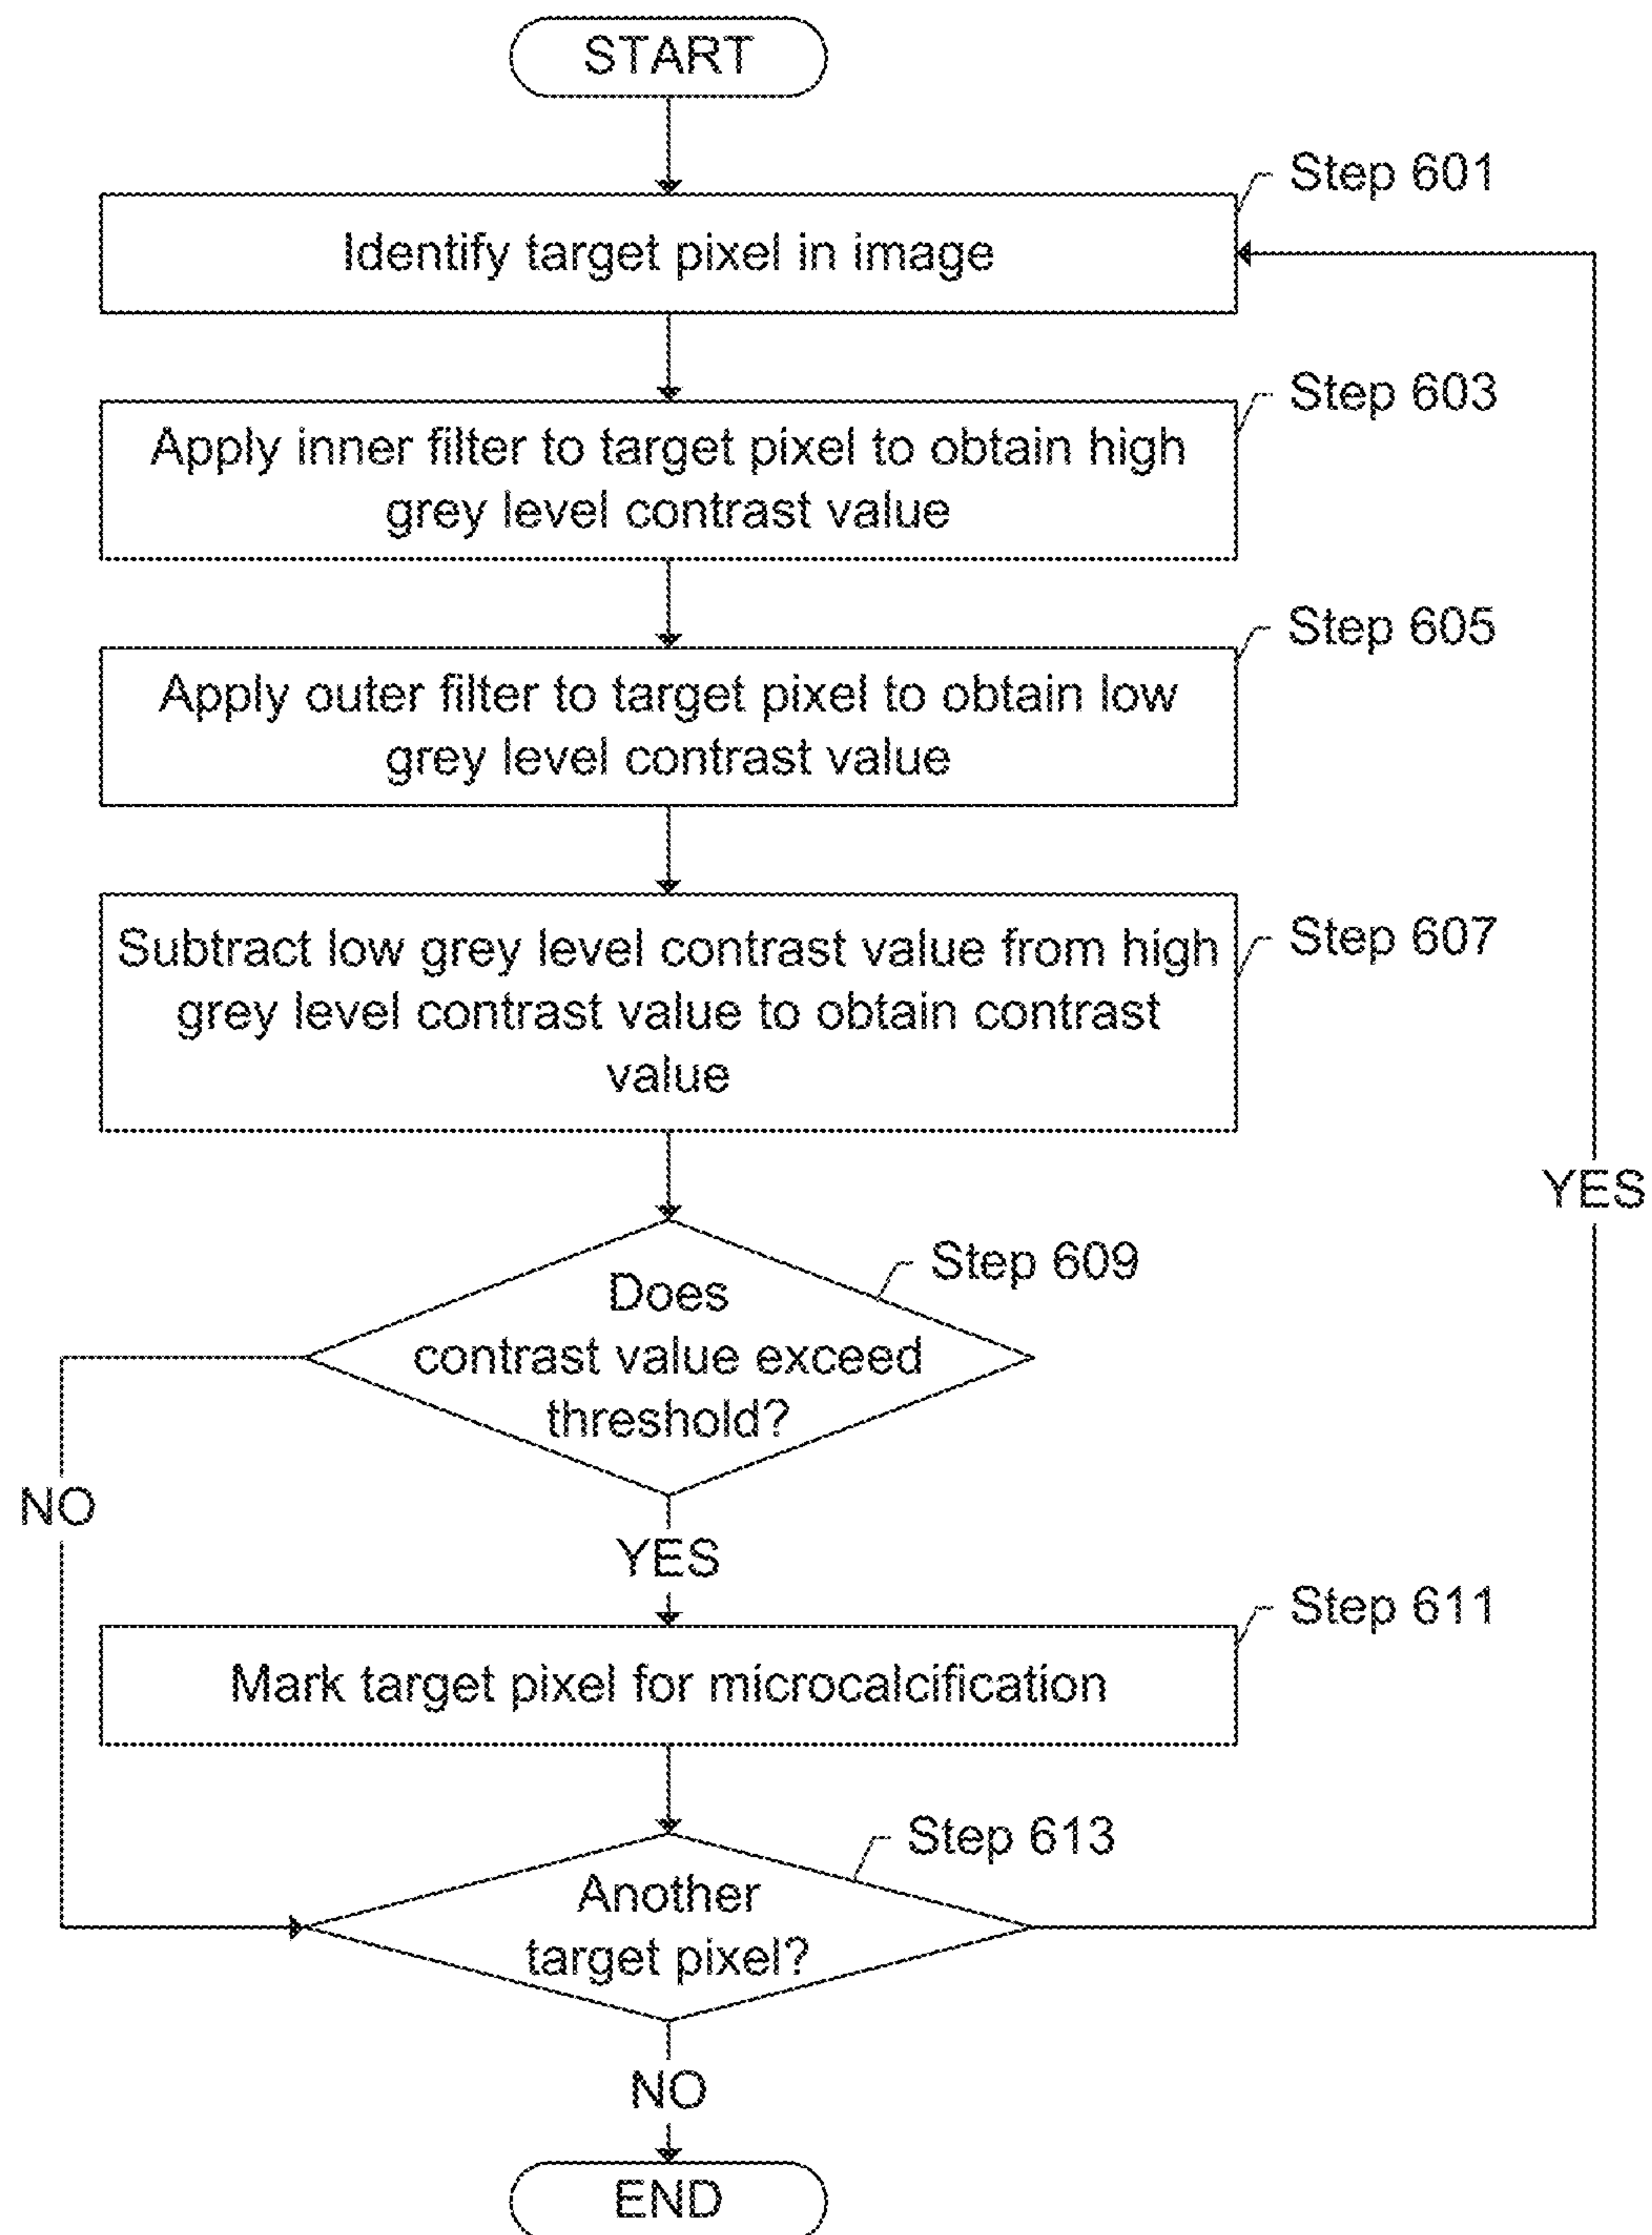 START
Step 601
Identify target pixel in image
Step 603
Apply inner filter to target pixel to obtain high
grey level contrast value
Step 605
Apply outer filter to target pixel to obtain low
grey level contrast value
Step 607
Subtract low grey level contrast value from high
grey level contrast value to obtain contrast
value
YES
Step 609
Does
contrast value exceed
threshold?
NO
YES
Step 611
Mark target pixel for microcalcification
Step 613
Another
target pixel?
NO
END